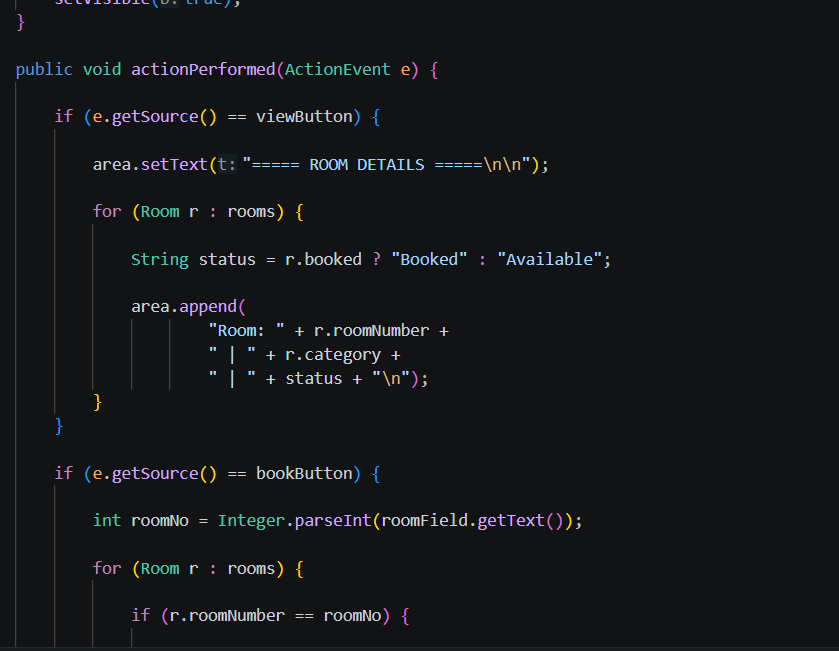 setVisible(b: true);
}
public void actionPerformed(ActionEvent e) {
if (e.getSource() == viewButton) {
area.setText(t: "===== ROOM DETAILS =====\n\n");
for (Room r : rooms) {
String status = r.booked ? "Booked" : "Available";
area.append(
"Room: " + r.roomNumber +
" | " + r.category +
" | " + status + "\n");
}
}
if (e.getSource() == bookButton) {
int roomNo = Integer.parseInt(roomField.getText());
for (Room r : rooms) {
if (r.roomNumber == roomNo) {